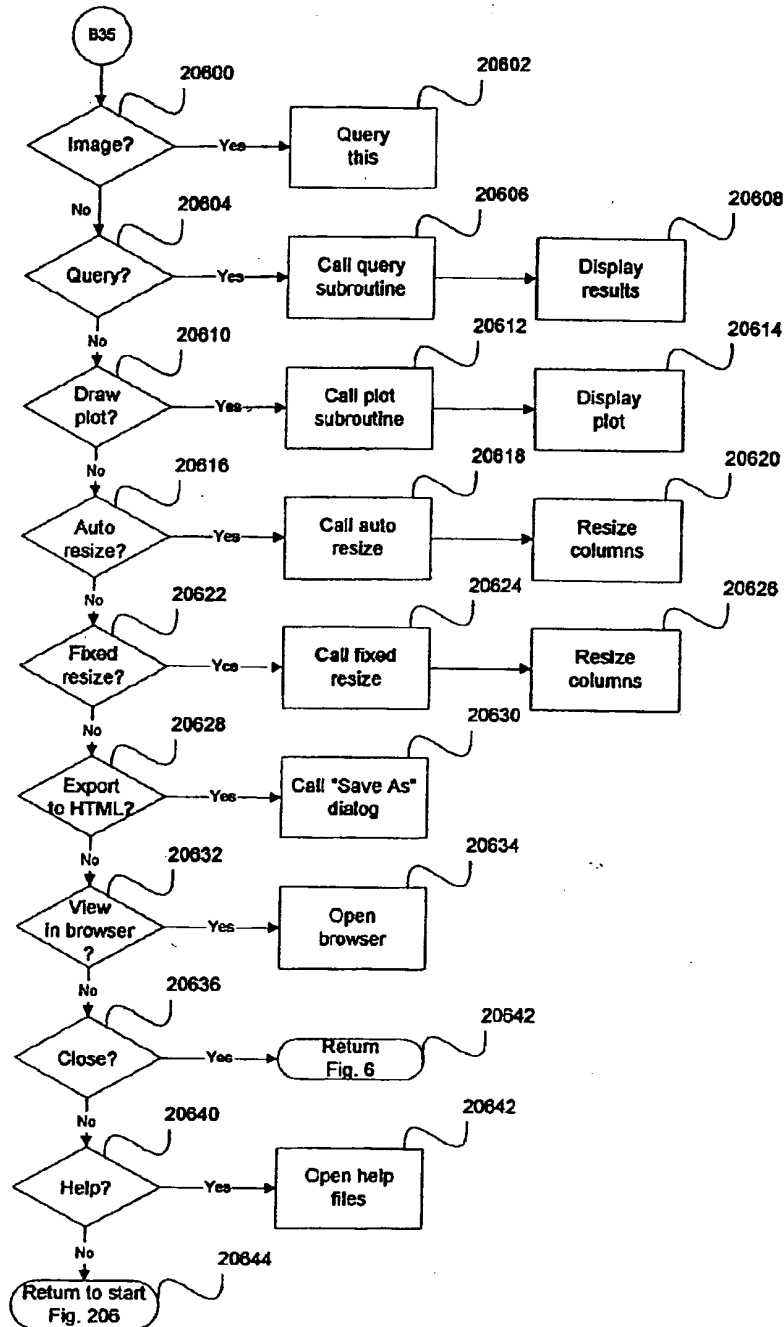 B35
20600
20602
Image?
Yes
Query
this
No
20604
20606
20608
Query?
Yes
Call query
subroutine
Display
results
No
20610
20612
20614
Draw
plot?
Yes
Call plot
subroutine
Display
plot
No
20616
20618
20620
Auto
resize?
Yes
Call auto
resize
Resize
columns
No
20622
20624
20626
Fixed
resize?
Yes
Call fixed
resize
Resize
columns
No
20628
20630
Export
to HTML?
Yes
Call "Save As"
dialog
No
20632
20634
View
in browser
?
Yes
Open
browser
No
20636
20642
Close?
Yes
Return
Fig. 6
No
20640
20642
Help?
Yes
Open help
files
No
20644
Return to start
Fig. 206